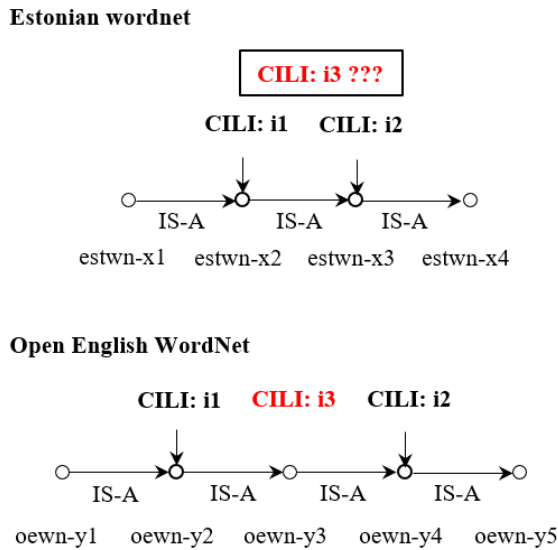 Estonian wordnet
CILI: i3 ???
CILI: i1 CILI: i2
IS-A IS-A IS-A
estwn-x1 estwn-x2 estwn-x3 estwn-x4
Open English WordNet
CILI: i1 CILI: i3 CILI: i2
IS-A IS-A IS-A IS-A
oewn-y1 oewn-y2 oewn-y3 oewn-y4 oewn-y5